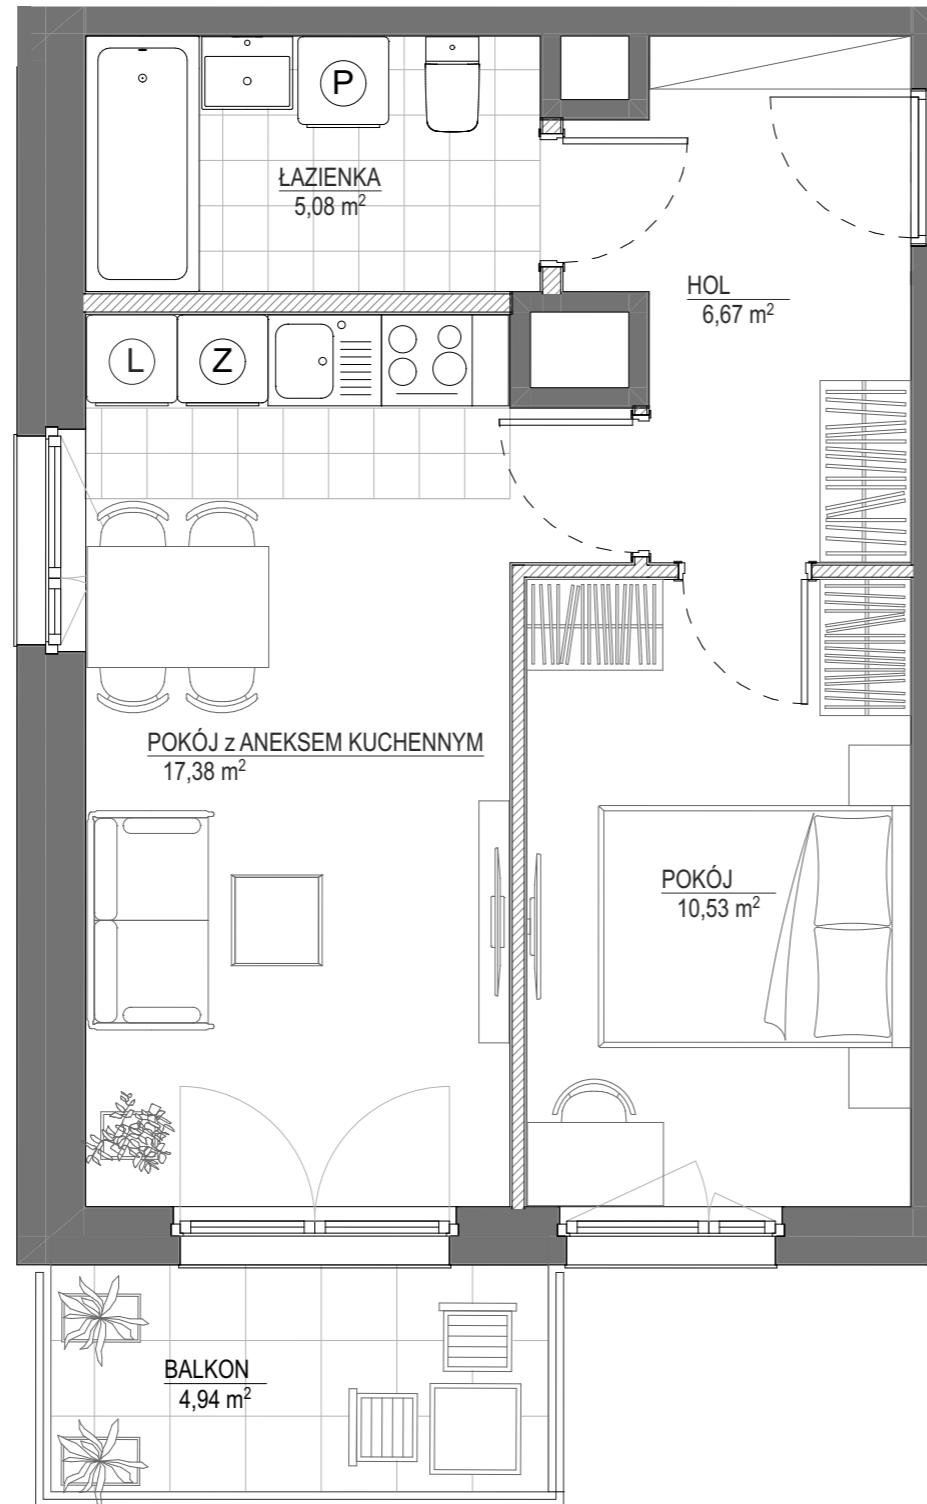 P
ŁAZIENKA
5,08 m²
HOL
6,67 m²
L
Z
POKÓJ z ANEKSEM KUCHENNYM
17,38 m²
POKÓJ
10,53 m²
BALKON
4,94 m²